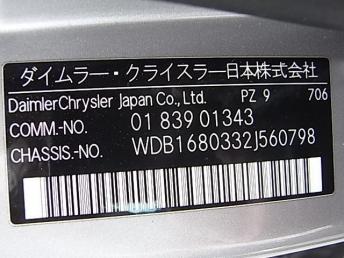 ダイムラー・クライスラー日本株式会社
DaimlerChrysler Japan Co., Ltd. PZ 9 706
COMM.-NO. 01 839 01343
CHASSIS.-NO. WDB1680332J560798